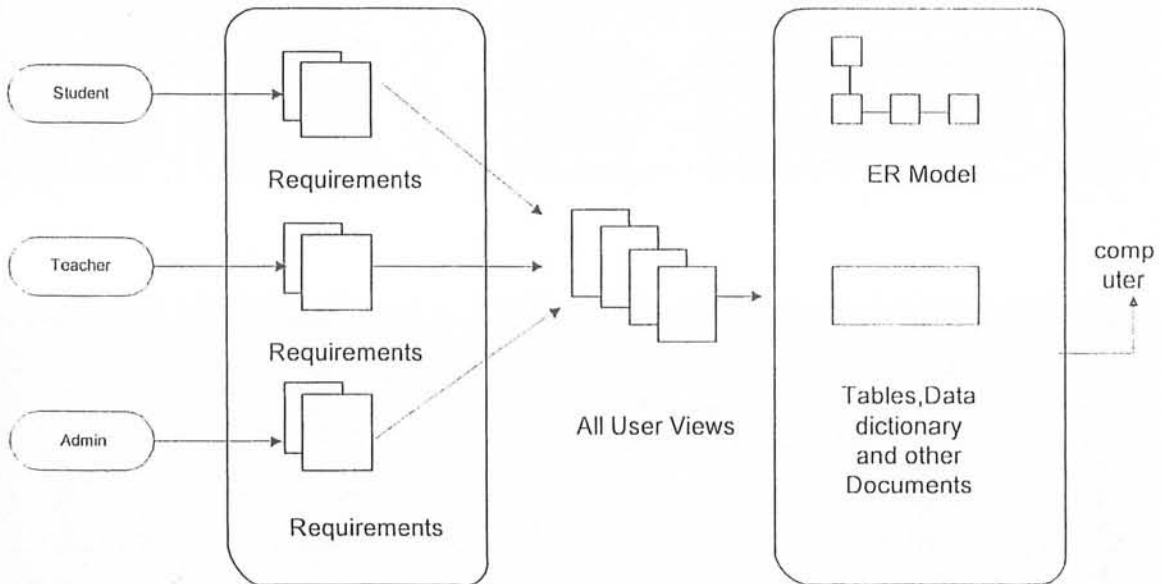 Student
Requirements
Teacher
Requirements
Admin
Requirements
All User Views
ER Model
Tables,Data
dictionary
and other
Documents
comp
uter